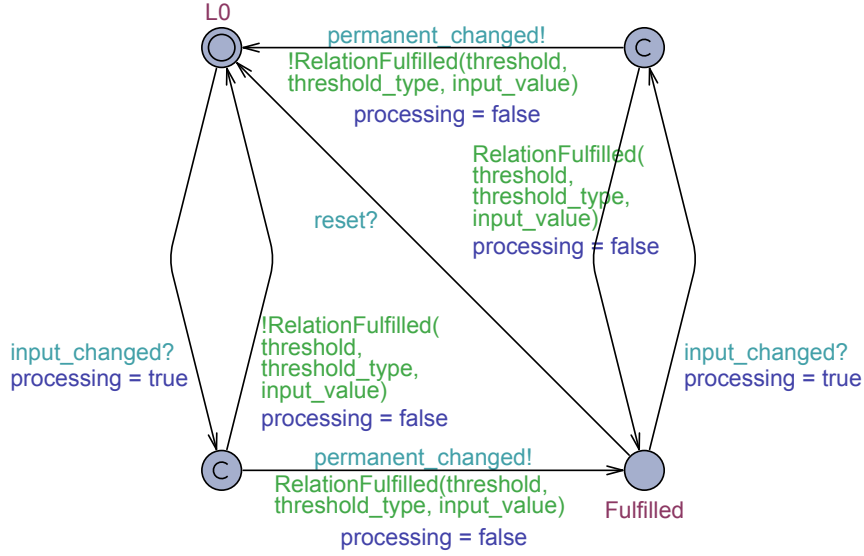 L0
permanent_changed!
C
!RelationFulfilled(threshold,
threshold_type, input_value)
processing = false
RelationFulfilled(
threshold,
threshold_type,
input_value)
processing = false
reset?
input_changed?
processing = true
!RelationFulfilled(
threshold,
threshold_type,
input_value)
processing = false
input_changed?
processing = true
C
permanent_changed!
RelationFulfilled(threshold,
threshold_type, input_value)
processing = false
Fulfilled